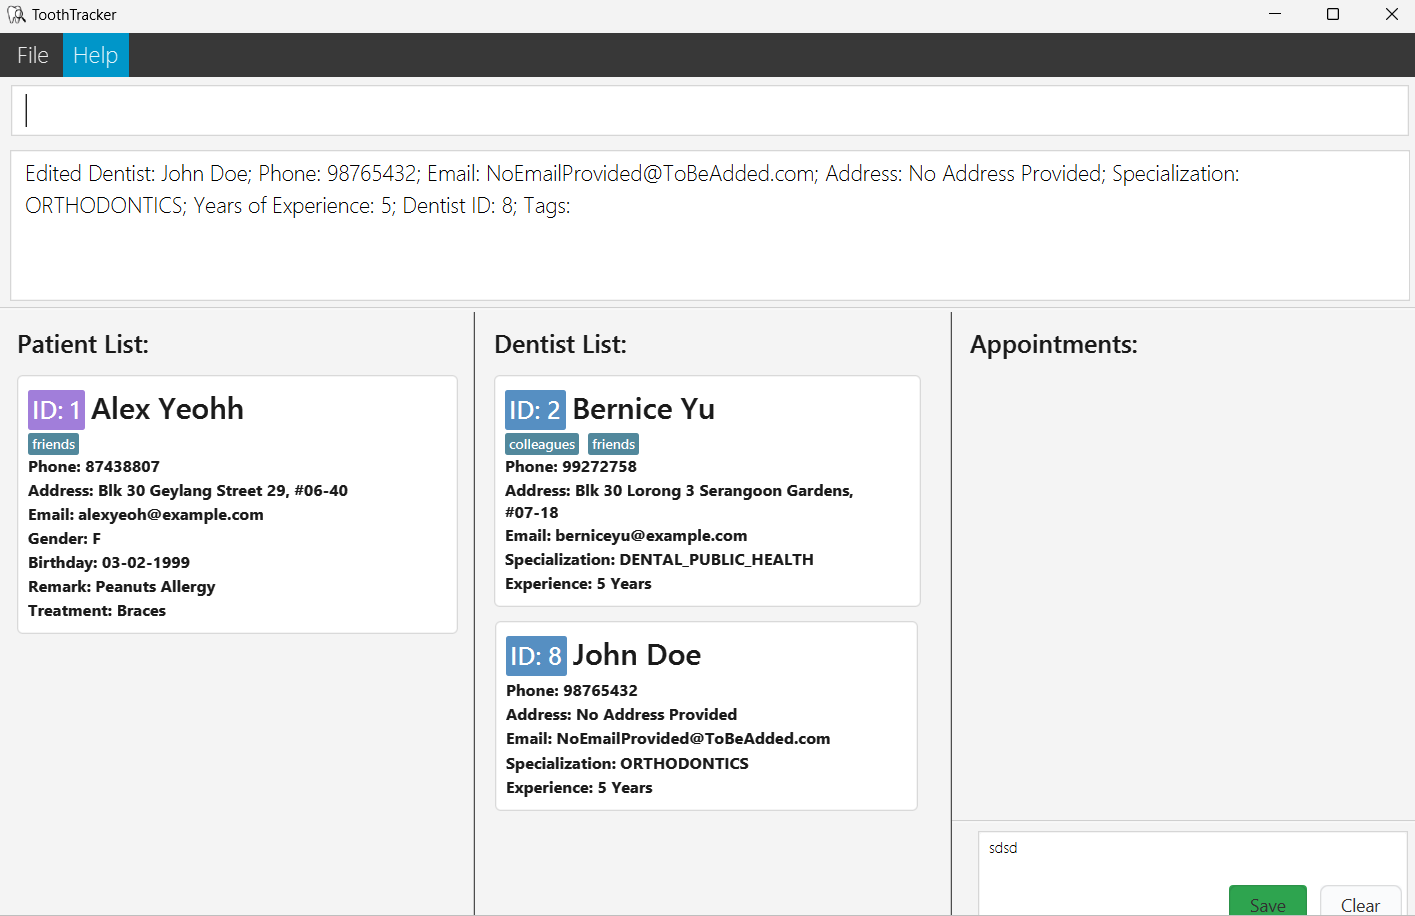 ToothTracker
File Help
Edited Dentist: John Doe; Phone: 98765432; Email: NoEmailProvided@ToBeAdded.com; Address: No Address Provided; Specialization:
ORTHODONTICS; Years of Experience: 5; Dentist ID: 8; Tags:
Patient List:
ID: 1 Alex Yeohh
friends
Phone: 87438807
Address: Blk 30 Geylang Street 29, #06-40
Email: alexyeoh@example.com
Gender: F
Birthday: 03-02-1999
Remark: Peanuts Allergy
Treatment: Braces
Dentist List:
ID: 2 Bernice Yu
colleagues friends
Phone: 99272758
Address: Blk 30 Lorong 3 Serangoon Gardens,
#07-18
Email: berniceyu@example.com
Specialization: DENTAL_PUBLIC_HEALTH
Experience: 5 Years
ID: 8 John Doe
Phone: 98765432
Address: No Address Provided
Email: NoEmailProvided@ToBeAdded.com
Specialization: ORTHODONTICS
Experience: 5 Years
Appointments:
sdsd
Save Clear